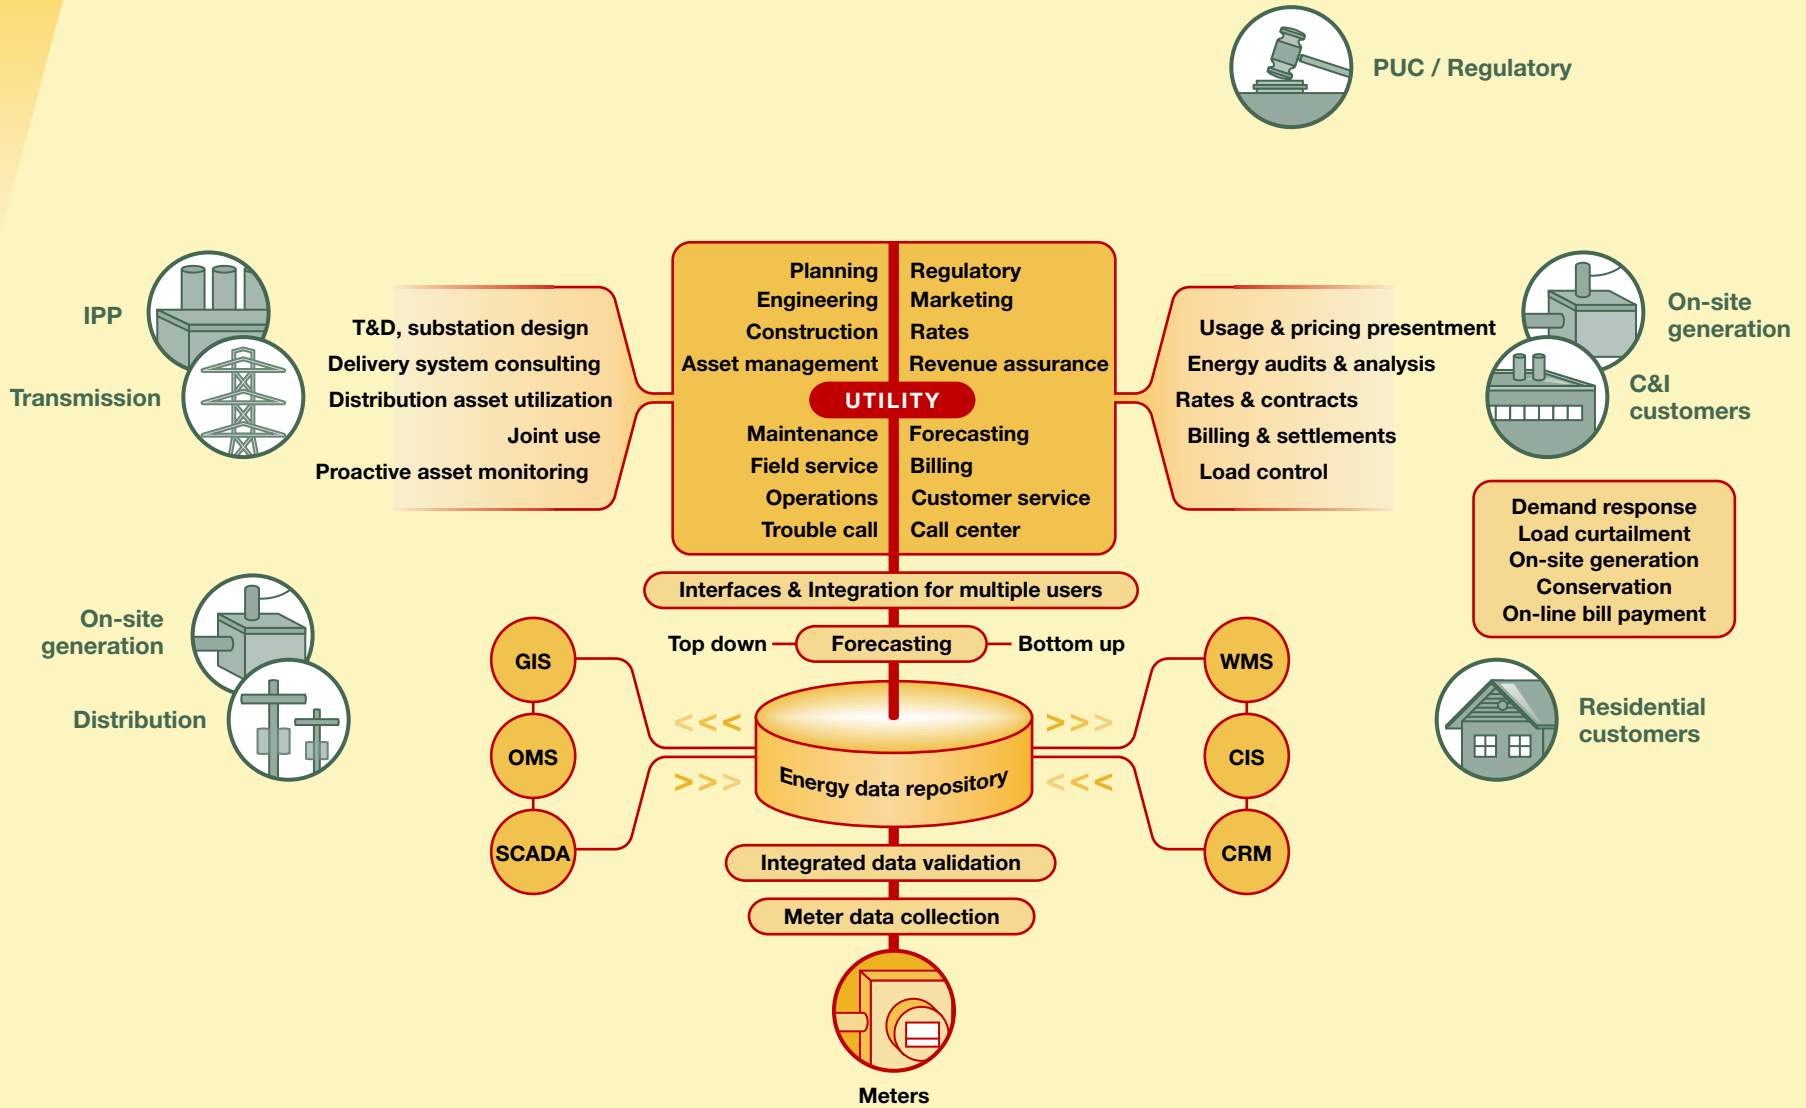 PUC / Regulatory
IPP
Transmission
T&D, substation design
Delivery system consulting
Distribution asset utilization
Joint use
Proactive asset monitoring
Planning
Engineering
Construction
Asset management
Regulatory
Marketing
Rates
Revenue assurance
UTILITY
Maintenance
Field service
Operations
Trouble call
Forecasting
Billing
Customer service
Call center
Usage & pricing presentment
Energy audits & analysis
Rates & contracts
Billing & settlements
Load control
On-site
generation
C&I
customers
Demand response
Load curtailment
On-site generation
Conservation
On-line bill payment
Interfaces & Integration for multiple users
Top down
Forecasting
Bottom up
On-site
generation
Distribution
GIS
OMS
SCADA
<<<
>>>
Energy data repository
>>>
<<<
WMS
CIS
CRM
Residential
customers
Integrated data validation
Meter data collection
Meters